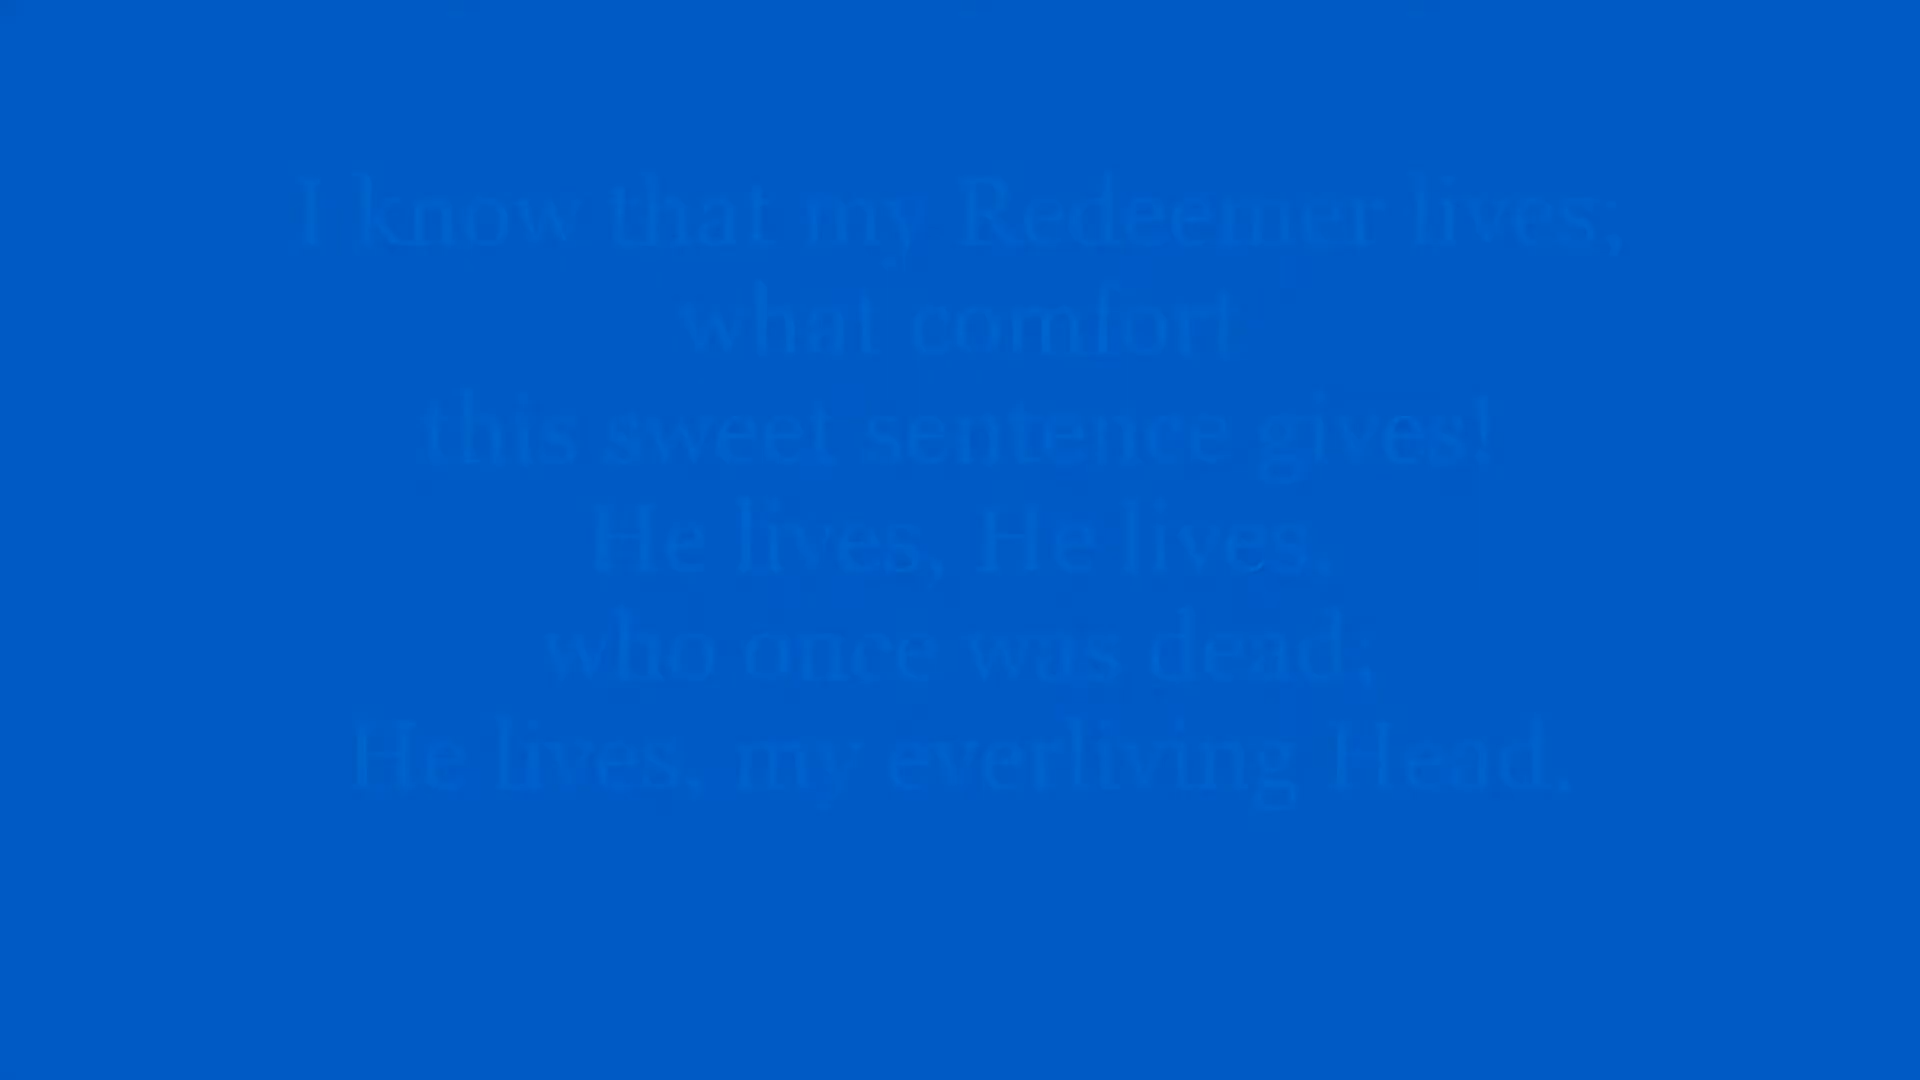 I know that my Redeemer lives;
what comfort
this sweet sentence gives!
He lives, He lives,
who once was dead;
He lives, my everliving Head.